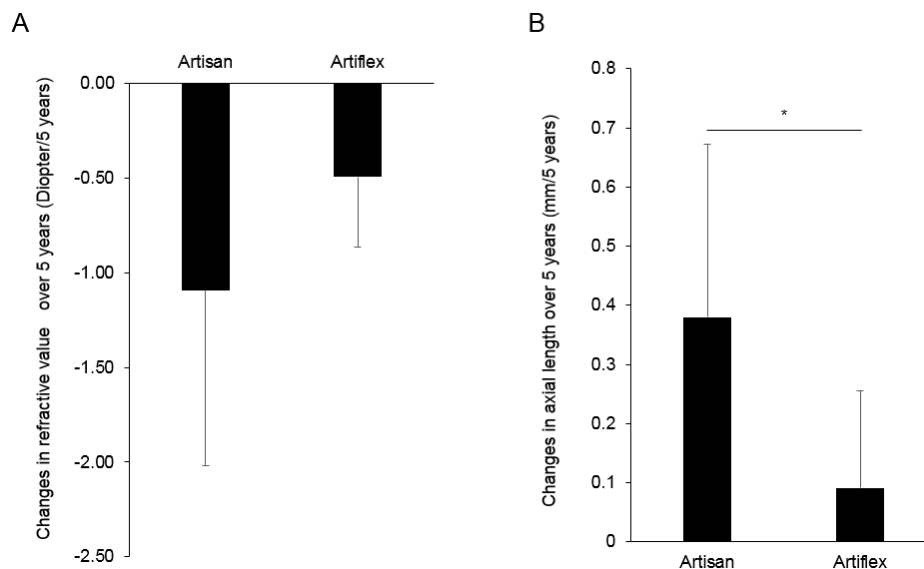 A
Artisan Artiflex
0.00
-0.50
-1.00
-1.50
-2.00
-2.50
Changes in refractive value over 5 years (Diopter/5 years)
B
0.8
0.7
0.6
0.5
0.4
0.3
0.2
0.1
0
*
Changes in axial length over 5 years (mm/5 years)
Artisan Artiflex